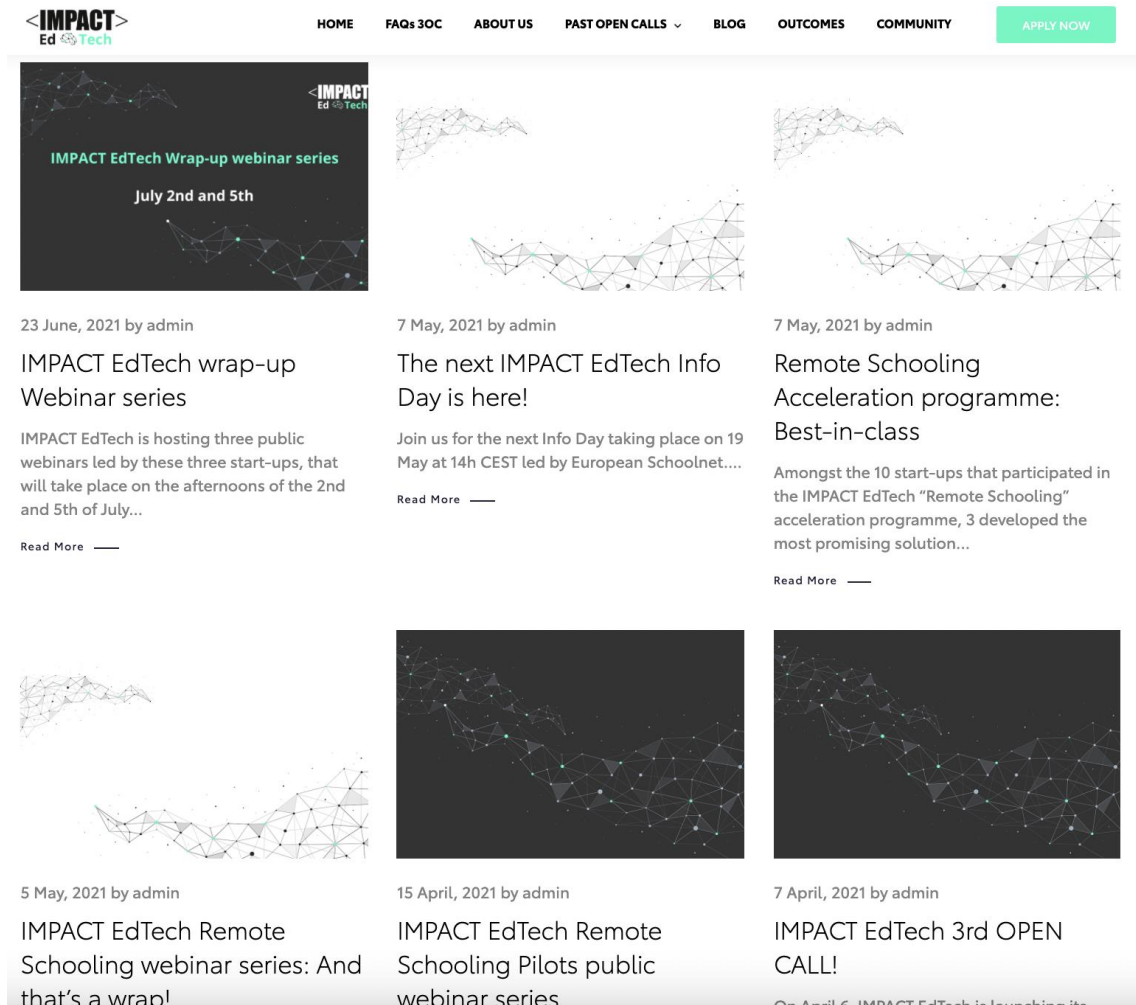 <IMPACT>
Ed Tech
HOME FAQs 3OC ABOUT US PAST OPEN CALLS BLOG OUTCOMES COMMUNITY APPLY NOW
<IMPACT
Ed Tech
IMPACT EdTech Wrap-up webinar series
July 2nd and 5th
23 June, 2021 by admin
IMPACT EdTech wrap-up
Webinar series
IMPACT EdTech is hosting three public
webinars led by these three start-ups, that
will take place on the afternoons of the 2nd
and 5th of July...
Read More
7 May, 2021 by admin
The next IMPACT EdTech Info
Day is here!
Join us for the next Info Day taking place on 19
May at 14h CEST led by European Schoolnet....
Read More
7 May, 2021 by admin
Remote Schooling
Acceleration programme:
Best-in-class
Amongst the 10 start-ups that participated in
the IMPACT EdTech “Remote Schooling”
acceleration programme, 3 developed the
most promising solution...
Read More
5 May, 2021 by admin
IMPACT EdTech Remote
Schooling webinar series: And
that’s a wrap!
15 April, 2021 by admin
IMPACT EdTech Remote
Schooling Pilots public
webinar series
7 April, 2021 by admin
IMPACT EdTech 3rd OPEN
CALL!
On April 6, IMPACT EdTech is launching its